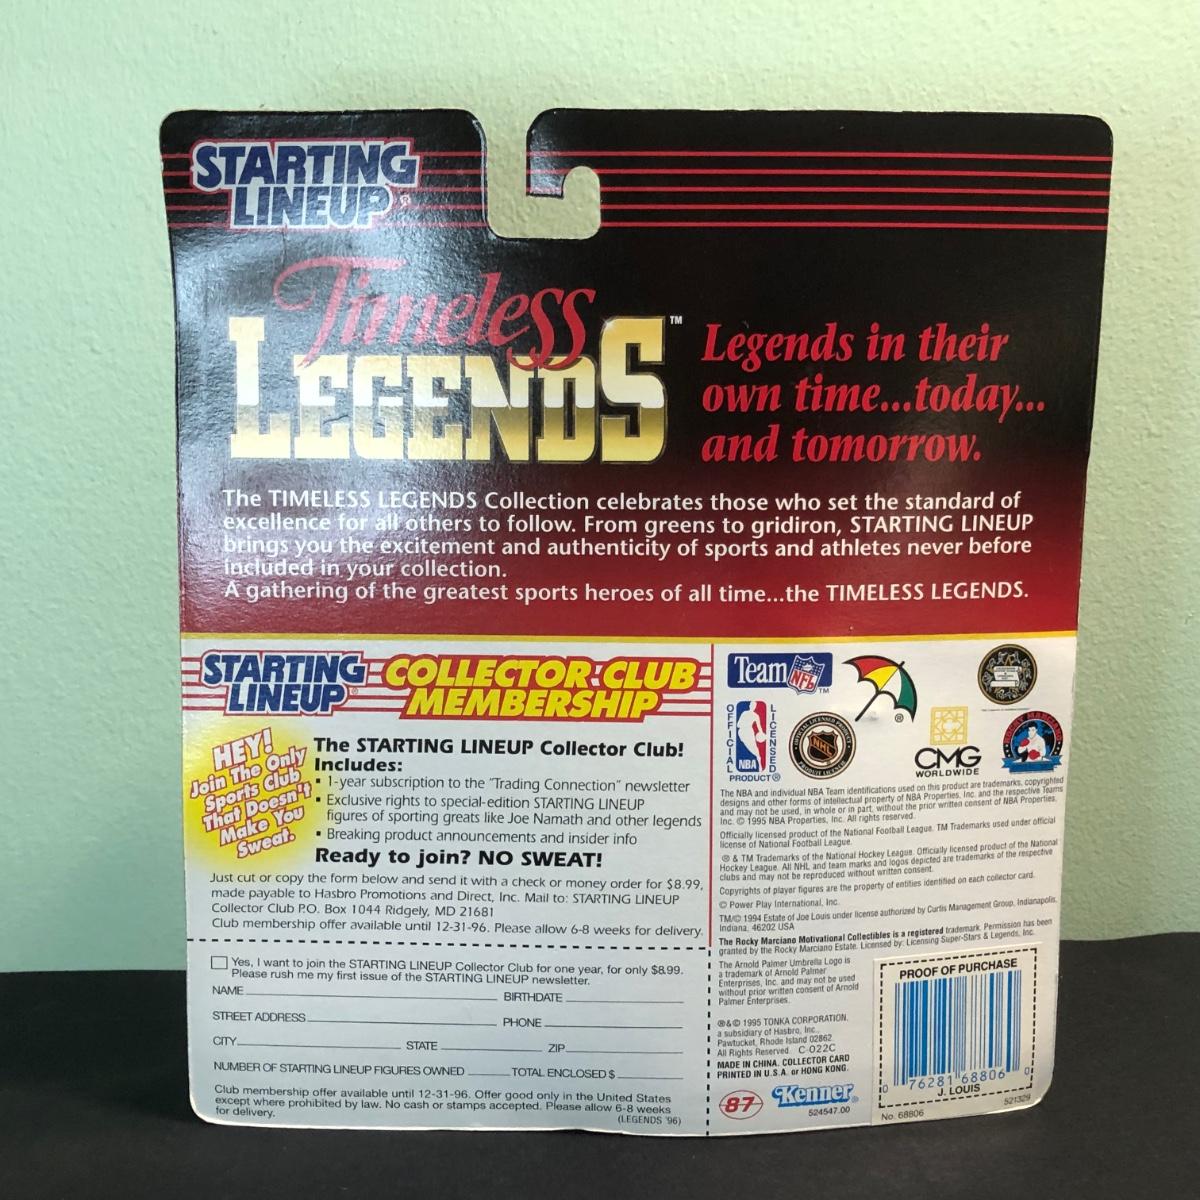 STARTING
LINEUP®
Timeless
LEGENDS™
Legends in their
own time...today...
and tomorrow.
The TIMELESS LEGENDS Collection celebrates those who set the standard of
excellence for all others to follow. From greens to gridiron, STARTING LINEUP
brings you the excitement and authenticity of sports and athletes never before
included in your collection.
A gathering of the greatest sports heroes of all time...the TIMELESS LEGENDS.
STARTING
LINEUP®
COLLECTOR CLUB
MEMBERSHIP
HEY!
Join The Only
Sports Club
That Doesn't
Make You
Sweat.
The STARTING LINEUP Collector Club!
Includes:
▪ 1-year subscription to the "Trading Connection" newsletter
▪ Exclusive rights to special-edition STARTING LINEUP
figures of sporting greats like Joe Namath and other legends
▪ Breaking product announcements and insider info
Ready to join? NO SWEAT!
Just cut or copy the form below and send it with a check or money order for $8.99,
made payable to Hasbro Promotions and Direct, Inc. Mail to: STARTING LINEUP
Collector Club P.O. Box 1044 Ridgely, MD 21681
Club membership offer available until 12-31-96. Please allow 6-8 weeks for delivery.
Yes, I want to join the STARTING LINEUP Collector Club for one year, for only $8.99.
Please rush me my first issue of the STARTING LINEUP newsletter.
NAME BIRTHDATE
STREET ADDRESS PHONE
CITY STATE ZIP
NUMBER OF STARTING LINEUP FIGURES OWNED TOTAL ENCLOSED $
Club membership offer available until 12-31-96. Offer good only in the United States
except where prohibited by law. No cash or stamps accepted. Please allow 6-8 weeks
for delivery.
(LEGENDS '96)
Team NFL™
®
OFFICIAL LICENSED
NBA
PRODUCT®
NHL
CMG
WORLDWIDE
ROCKY MARCIANO
The NBA and individual NBA Team identifications used on this product are trademarks, copyrighted
designs and other forms of intellectual property of NBA Properties, Inc. and the respective Teams
and may not be used, in whole or in part, without the prior written consent of NBA Properties,
Inc. © 1995 NBA Properties, Inc. All rights reserved.
Officially licensed product of the National Football League. TM Trademarks used under official
license of National Football League.
® & TM Trademarks of the National Hockey League. Officially licensed product of the National
Hockey League. All NHL and team marks and logos depicted are trademarks of the respective
clubs and may not be reproduced without written consent.
Copyrights of player figures are the property of entities identified on each collector card.
© Power Play International, Inc.
TM/© 1994 Estate of Joe Louis under license authorized by Curtis Management Group, Indianapolis,
Indiana, 46202 USA
The Rocky Marciano Motivational Collectibles is a registered trademark. Permission has been
granted by the Rocky Marciano Estate. Licensed by: Licensing Super-Stars & Legends, Inc.
The Arnold Palmer Umbrella Logo is
a trademark of Arnold Palmer
Enterprises, Inc. and may not be used
without prior written consent of Arnold
Palmer Enterprises.
®&© 1995 TONKA CORPORATION,
a subsidiary of Hasbro, Inc.,
Pawtucket, Rhode Island 02862.
All Rights Reserved. C-022C
MADE IN CHINA. COLLECTOR CARD
PRINTED IN U.S.A. or HONG KONG.
87
Kenner®
524547.00
PROOF OF PURCHASE
0 76281 68806 0
J. LOUIS
No. 68806
521329